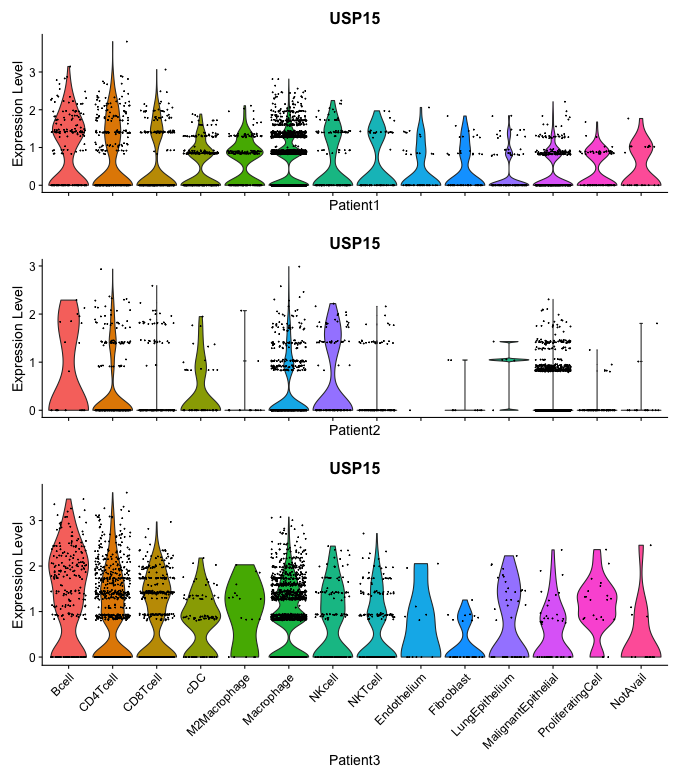 USP15
Expression Level
3
2
1
0
Patient1
USP15
Expression Level
3
2
1
0
Patient2
USP15
Expression Level
3
2
1
0
Bcell
CD4Tcell
CD8Tcell
cDC
M2Macrophage
Macrophage
NKcell
NKTcell
Endothelium
Fibroblast
LungEpithelium
MalignantEpithelial
ProliferatingCell
NotAvail
Patient3